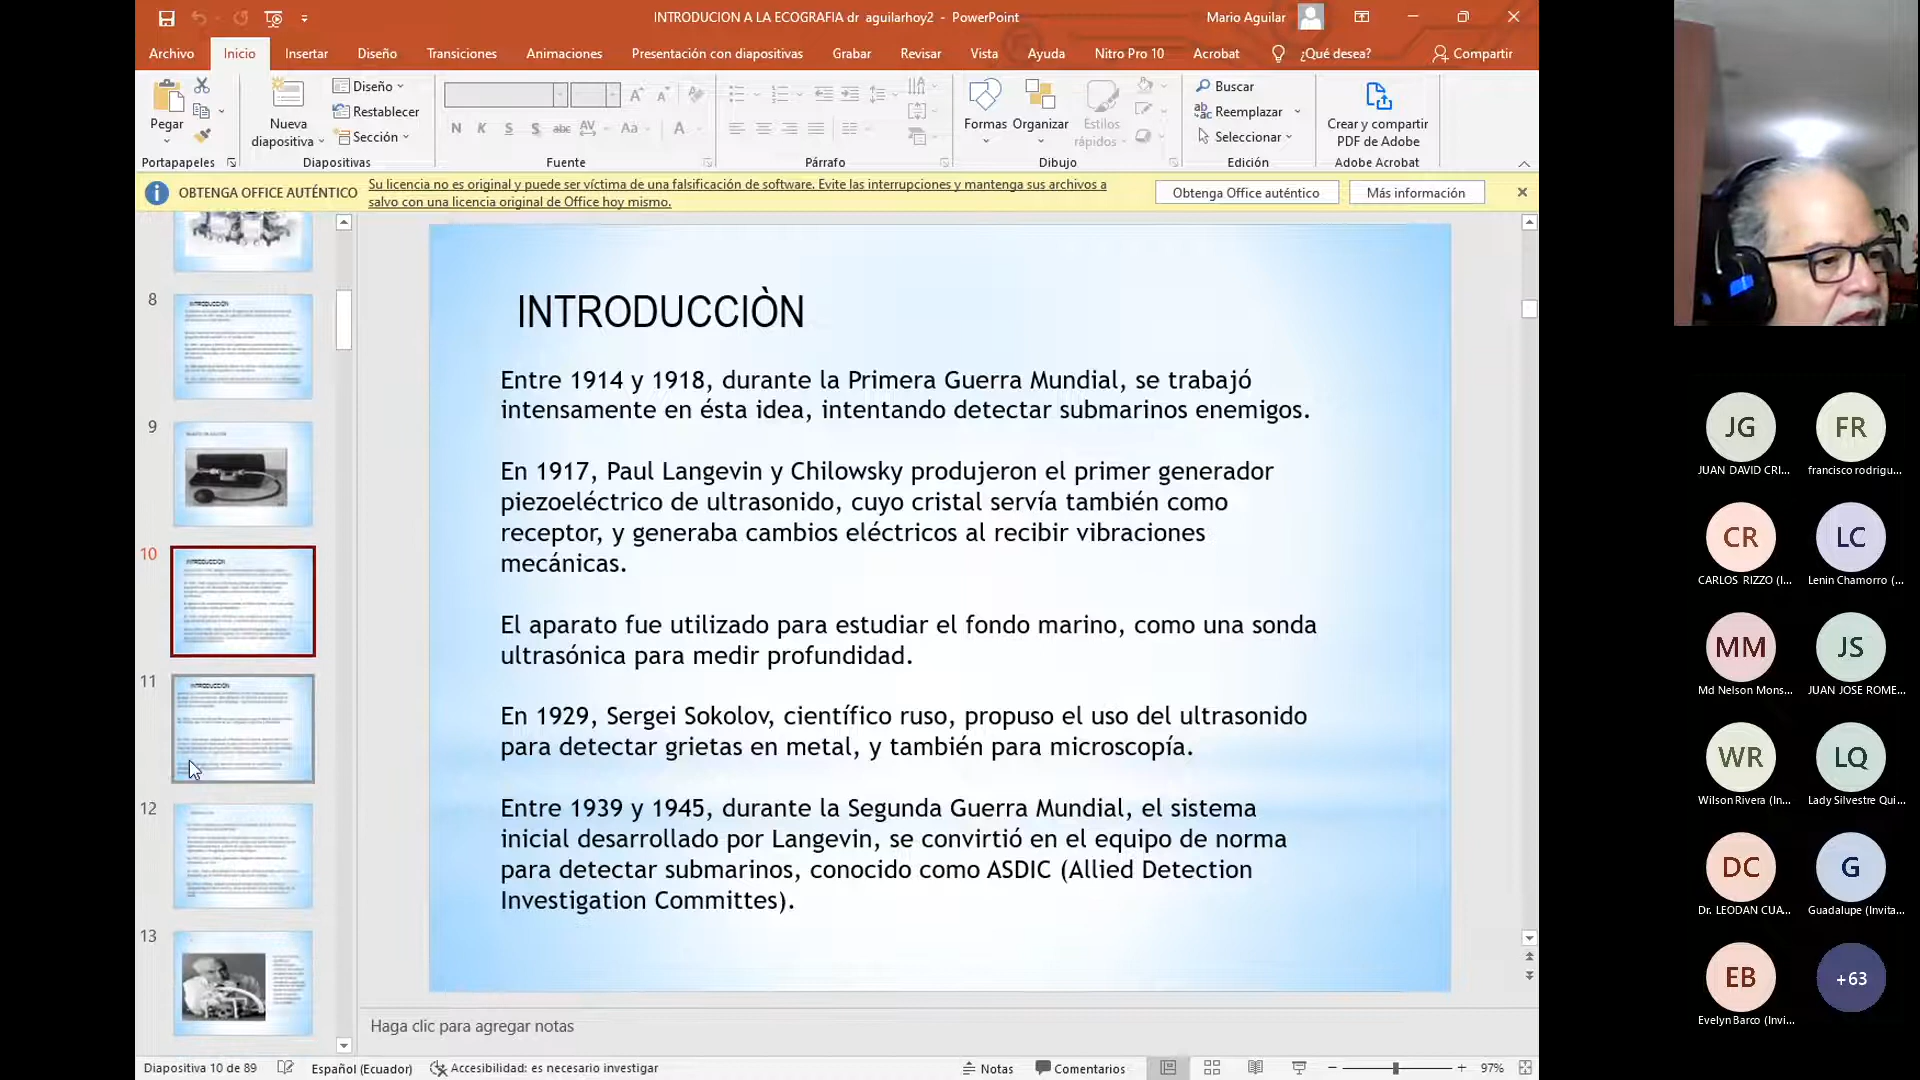 INTRODUCION A LA ECOGRAFIA dr aguilarhoy2 - PowerPoint
Mario Aguilar
Archivo Inicio Insertar Diseño Transiciones Animaciones Presentación con diapositivas Grabar Revisar Vista Ayuda Nitro Pro 10 Acrobat ¿Qué desea? Compartir
Pegar
Nueva
diapositiva
Diseño
Restablecer
Sección
N K S S abc AV Aa A
Formas Organizar Estilos
rápidos
Buscar
Reemplazar
Seleccionar
Crear y compartir
PDF de Adobe
Portapapeles Diapositivas Fuente Párrafo Dibujo Edición Adobe Acrobat
OBTENGA OFFICE AUTÉNTICO
Su licencia no es original y puede ser víctima de una falsificación de software. Evite las interrupciones y mantenga sus archivos a
salvo con una licencia original de Office hoy mismo.
Obtenga Office auténtico
Más información
8
INTRODUCCIÒN
9
10
INTRODUCCIÒN
11
INTRODUCCIÒN
12
13
INTRODUCCIÒN
Entre 1914 y 1918, durante la Primera Guerra Mundial, se trabajó
intensamente en ésta idea, intentando detectar submarinos enemigos.
En 1917, Paul Langevin y Chilowsky produjeron el primer generador
piezoeléctrico de ultrasonido, cuyo cristal servía también como
receptor, y generaba cambios eléctricos al recibir vibraciones
mecánicas.
El aparato fue utilizado para estudiar el fondo marino, como una sonda
ultrasónica para medir profundidad.
En 1929, Sergei Sokolov, científico ruso, propuso el uso del ultrasonido
para detectar grietas en metal, y también para microscopía.
Entre 1939 y 1945, durante la Segunda Guerra Mundial, el sistema
inicial desarrollado por Langevin, se convirtió en el equipo de norma
para detectar submarinos, conocido como ASDIC (Allied Detection
Investigation Committes).
Haga clic para agregar notas
Diapositiva 10 de 89
Español (Ecuador)
Accesibilidad: es necesario investigar
Notas
Comentarios
97%
JG FR
JUAN DAVID CRI... francisco rodrigu...
CR LC
CARLOS RIZZO (I... Lenin Chamorro (...
MM JS
Md Nelson Mons... JUAN JOSE ROME...
WR LQ
Wilson Rivera (In... Lady Silvestre Qui...
DC G
Dr. LEODAN CUA... Guadalupe (Invita...
EB +63
Evelyn Barco (Invi...